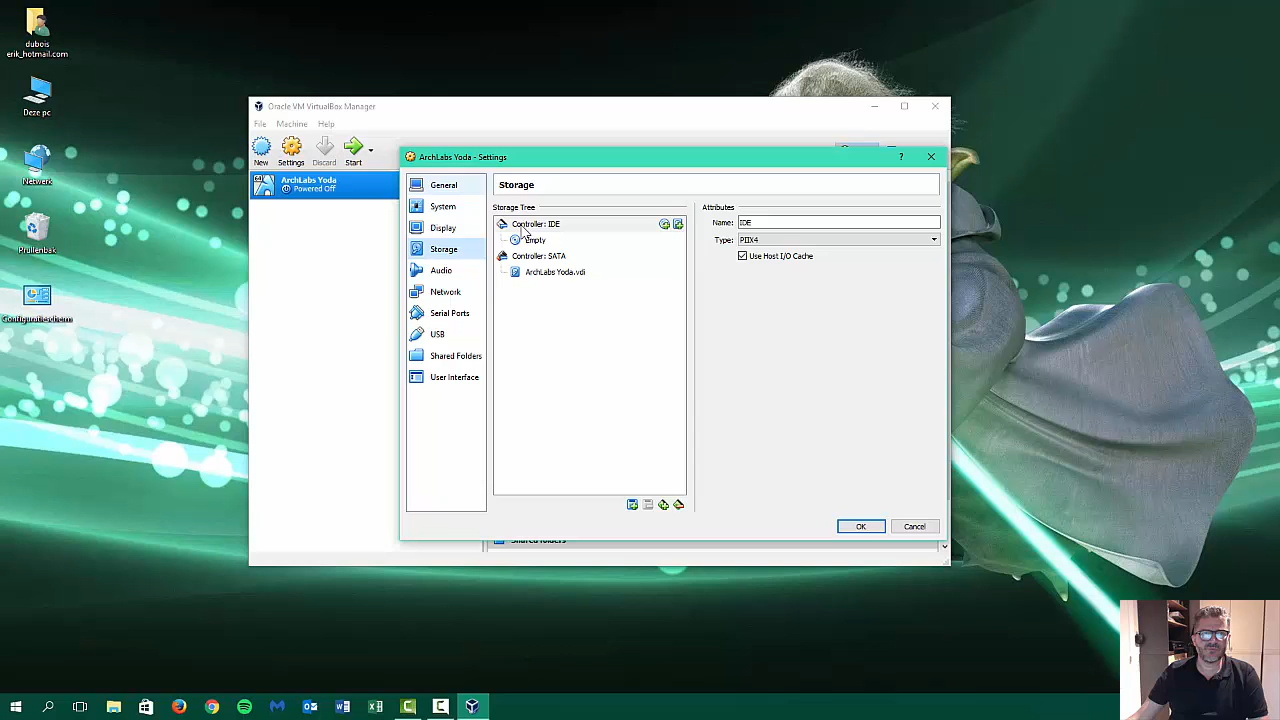 dubois
erik_hotmail.com
Deze pc
Netwerk
Prullenbak
Configuratiescherm
Oracle VM VirtualBox Manager
File Machine Help
New Settings Discard Start
64
ArchLabs Yoda
Powered Off
ArchLabs Yoda - Settings
?
General
System
Display
Storage
Audio
Network
Serial Ports
USB
Shared Folders
User Interface
Storage
Storage Tree
Controller: IDE
Empty
Controller: SATA
ArchLabs Yoda.vdi
Attributes
Name: IDE
Type: PIIX4
Use Host I/O Cache
OK Cancel
Shared folders